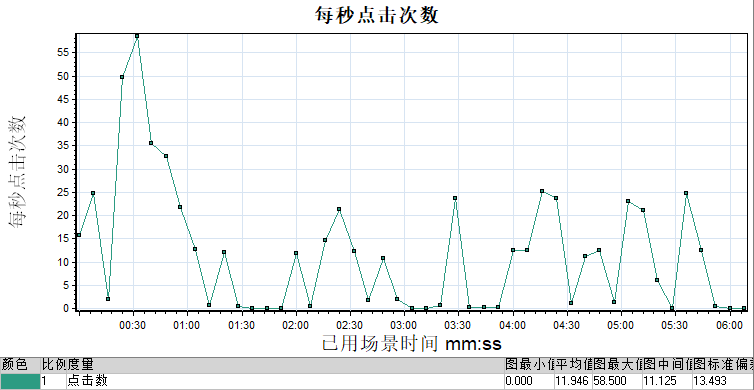 每秒点击次数
每秒点击次数
55
50
45
40
35
30
25
20
15
10
5
0
00:30 01:00 01:30 02:00 02:30 03:00 03:30 04:00 04:30 05:00 05:30 06:00
已用场景时间 mm:ss
颜色 比例 度量 图最小值 平均值 图最大值 图中间值 图标准偏差
1 点击数 0.000 11.946 58.500 11.125 13.493